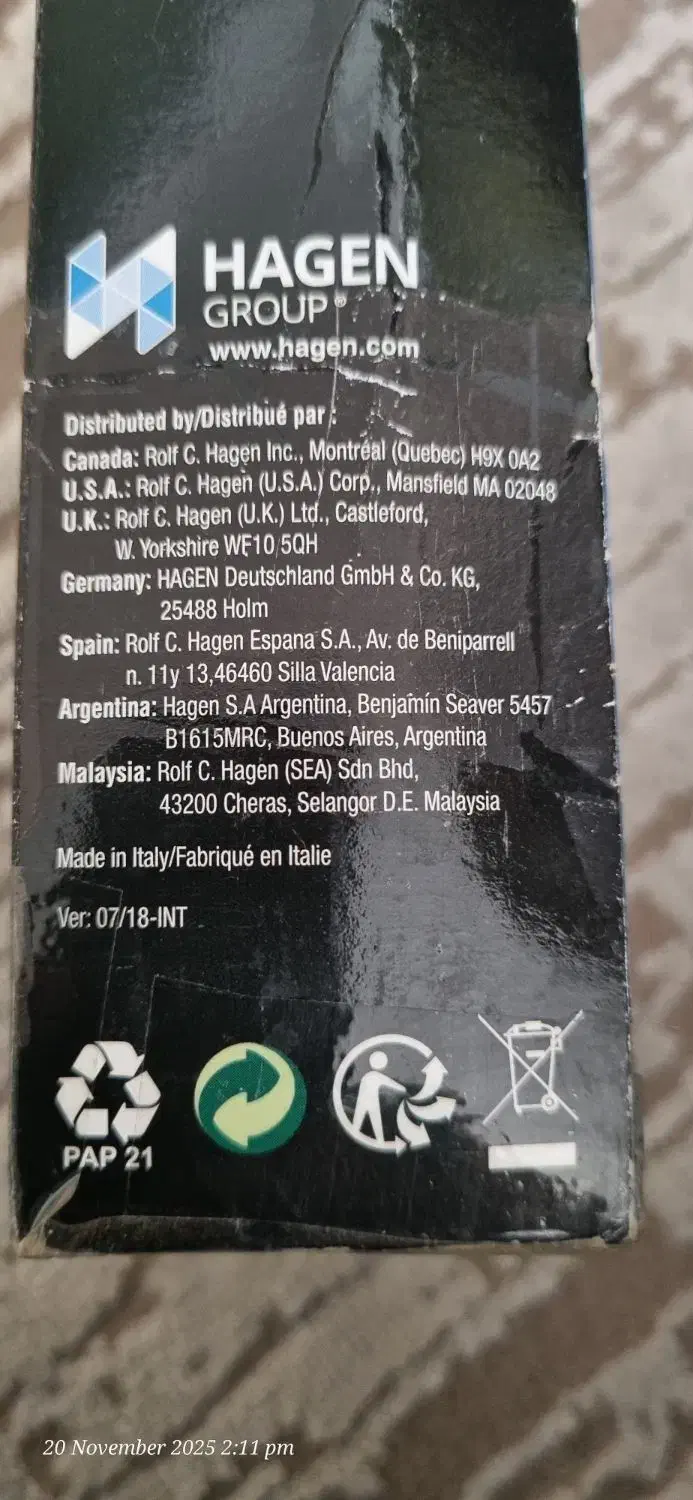 HAGEN
GROUP®
www.hagen.com
Distributed by/Distribué par :
Canada: Rolf C. Hagen Inc., Montréal (Quebec) H9X 0A2
U.S.A.: Rolf C. Hagen (U.S.A.) Corp., Mansfield MA 02048
U.K.: Rolf C. Hagen (U.K.) Ltd., Castleford,
W. Yorkshire WF10 5QH
Germany: HAGEN Deutschland GmbH & Co. KG,
25488 Holm
Spain: Rolf C. Hagen Espana S.A., Av. de Beniparrell
n. 11y 13,46460 Silla Valencia
Argentina: Hagen S.A Argentina, Benjamín Seaver 5457
B1615MRC, Buenos Aires, Argentina
Malaysia: Rolf C. Hagen (SEA) Sdn Bhd,
43200 Cheras, Selangor D.E. Malaysia
Made in Italy/Fabriqué en Italie
Ver: 07/18-INT
PAP 21
20 November 2025 2:11 pm